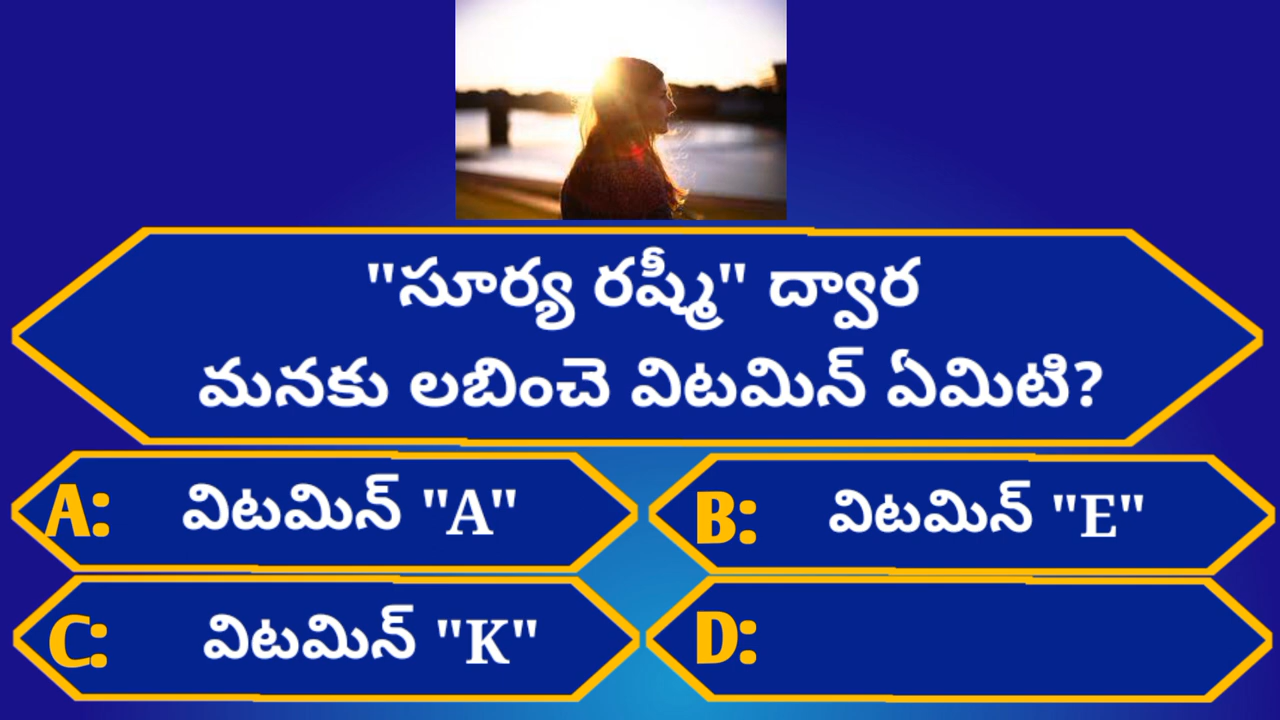 "సూర్య రష్మీ" ద్వార
మనకు లబించె విటమిన్ ఏమిటి?
A: విటమిన్ "A"
B: విటమిన్ "E"
C: విటమిన్ "K"
D: